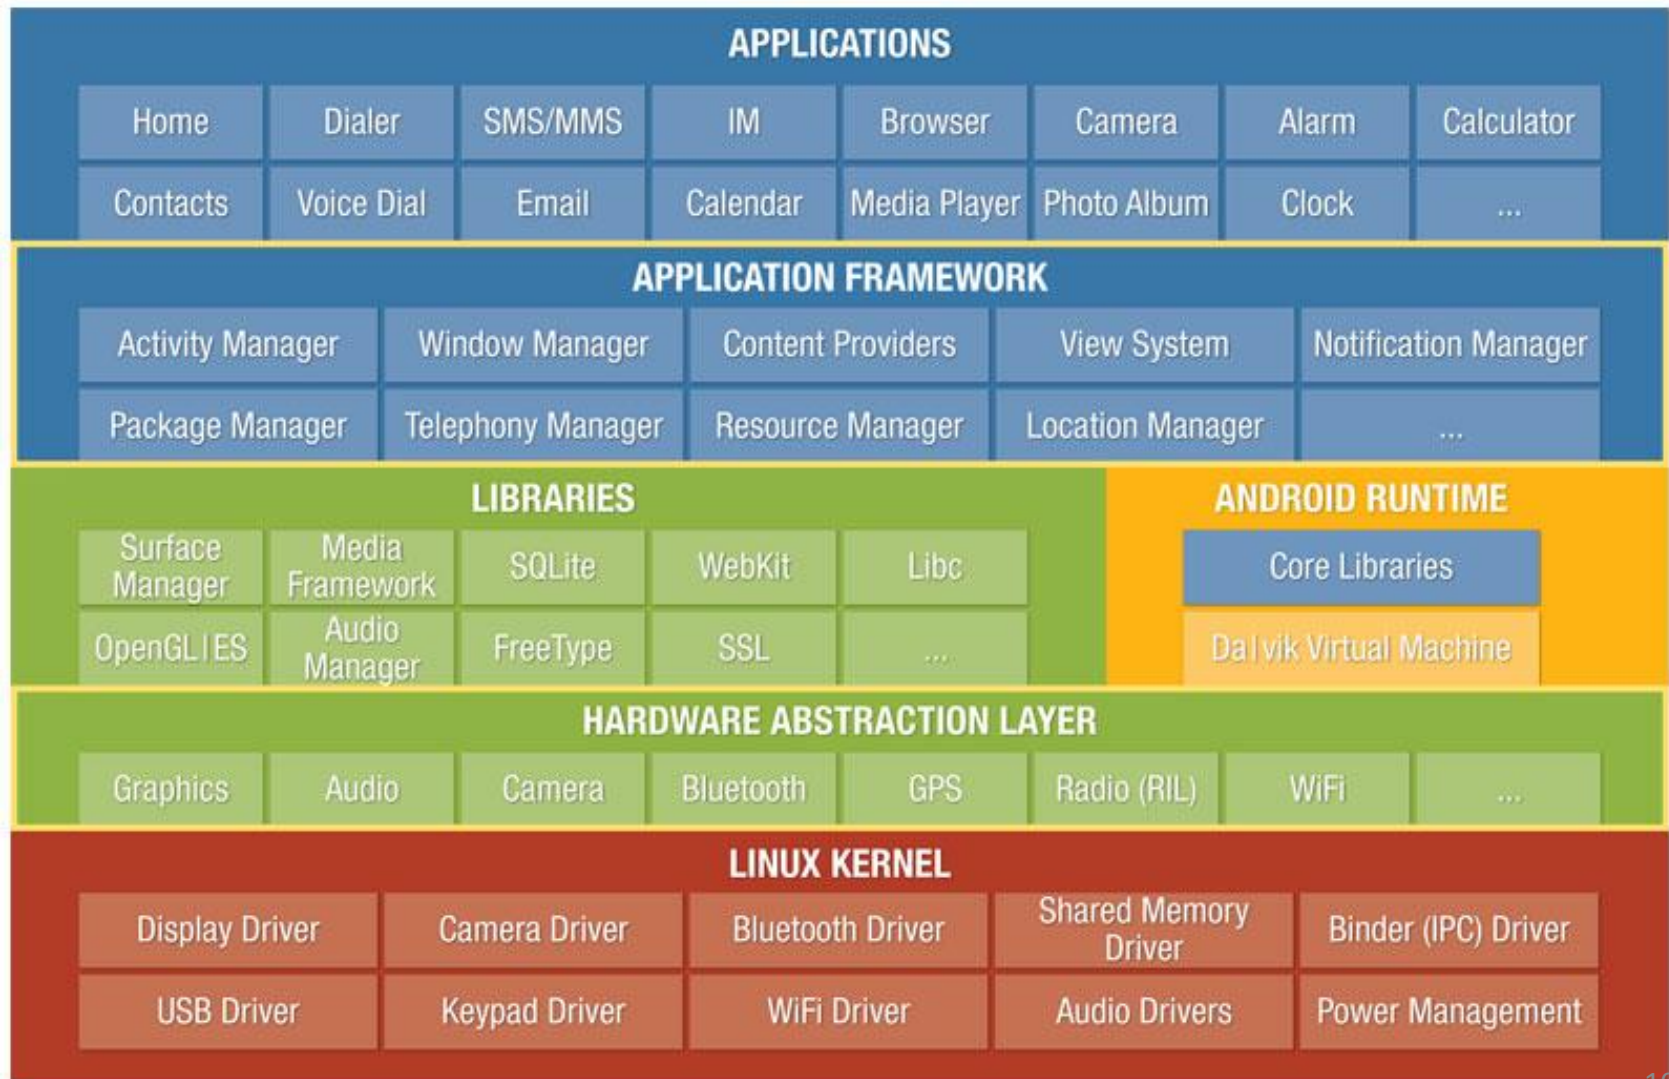 APPLICATIONS
Home Dialer SMS/MMS IM Browser Camera Alarm Calculator
Contacts Voice Dial Email Calendar Media Player Photo Album Clock ...
APPLICATION FRAMEWORK
Activity Manager Window Manager Content Providers View System Notification Manager
Package Manager Telephony Manager Resource Manager Location Manager ...
LIBRARIES
Surface Manager Media Framework SQLite WebKit Libc
OpenGL|ES Audio Manager FreeType SSL ...
ANDROID RUNTIME
Core Libraries
Da|vik Virtual Machine
HARDWARE ABSTRACTION LAYER
Graphics Audio Camera Bluetooth GPS Radio (RIL) WiFi ...
LINUX KERNEL
Display Driver Camera Driver Bluetooth Driver Shared Memory Driver Binder (IPC) Driver
USB Driver Keypad Driver WiFi Driver Audio Drivers Power Management